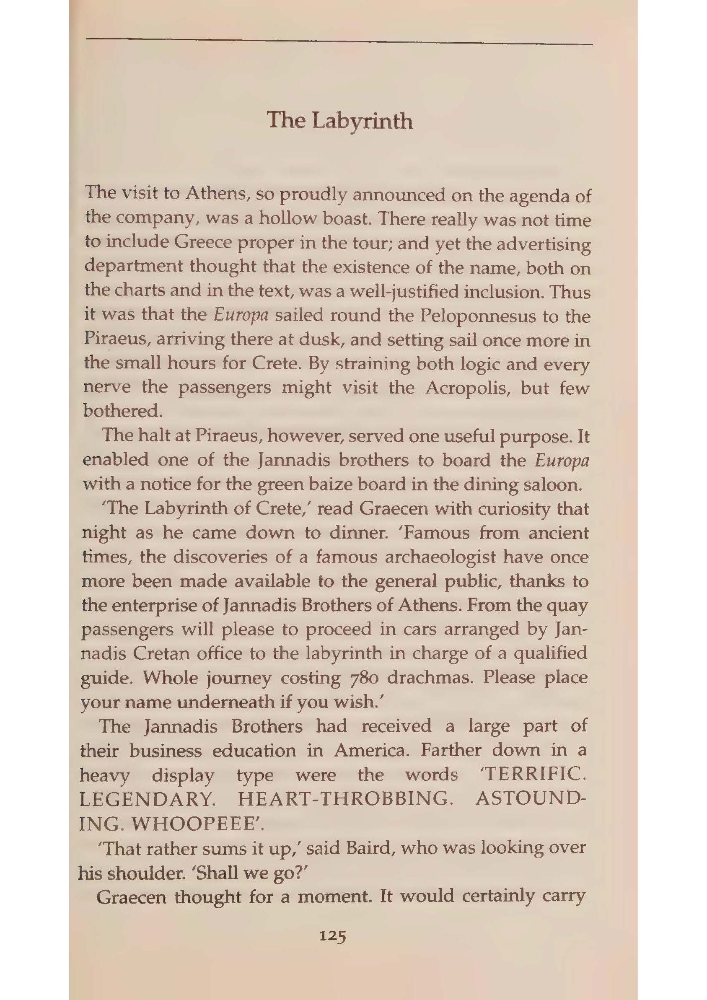 The Labyrinth
The visit to Athens, so proudly announced on the agenda of
the company, was a hollow boast. There really was not time
to include Greece proper in the tour; and yet the advertising
department thought that the existence of the name, both on
the charts and in the text, was a well-justified inclusion. Thus
it was that the Europa sailed round the Peloponnesus to the
Piraeus, arriving there at dusk, and setting sail once more in
the small hours for Crete. By straining both logic and every
nerve the passengers might visit the Acropolis, but few
bothered.
The halt at Piraeus, however, served one useful purpose. It
enabled one of the Jannadis brothers to board the Europa
with a notice for the green baize board in the dining saloon.
‘The Labyrinth of Crete,’ read Graecen with curiosity that
night as he came down to dinner. ‘Famous from ancient
times, the discoveries of a famous archaeologist have once
more been made available to the general public, thanks to
the enterprise of Jannadis Brothers of Athens. From the quay
passengers will please to proceed in cars arranged by Jan-
nadis Cretan office to the labyrinth in charge of a qualified
guide. Whole journey costing 780 drachmas. Please place
your name underneath if you wish.’
The Jannadis Brothers had received a large part of
their business education in America. Farther down in a
heavy display type were the words ‘TERRIFIC.
LEGENDARY. HEART-THROBBING. ASTOUND-
ING. WHOOPEEE’.
‘That rather sums it up,’ said Baird, who was looking over
his shoulder. ‘Shall we go?’
Graecen thought for a moment. It would certainly carry
125